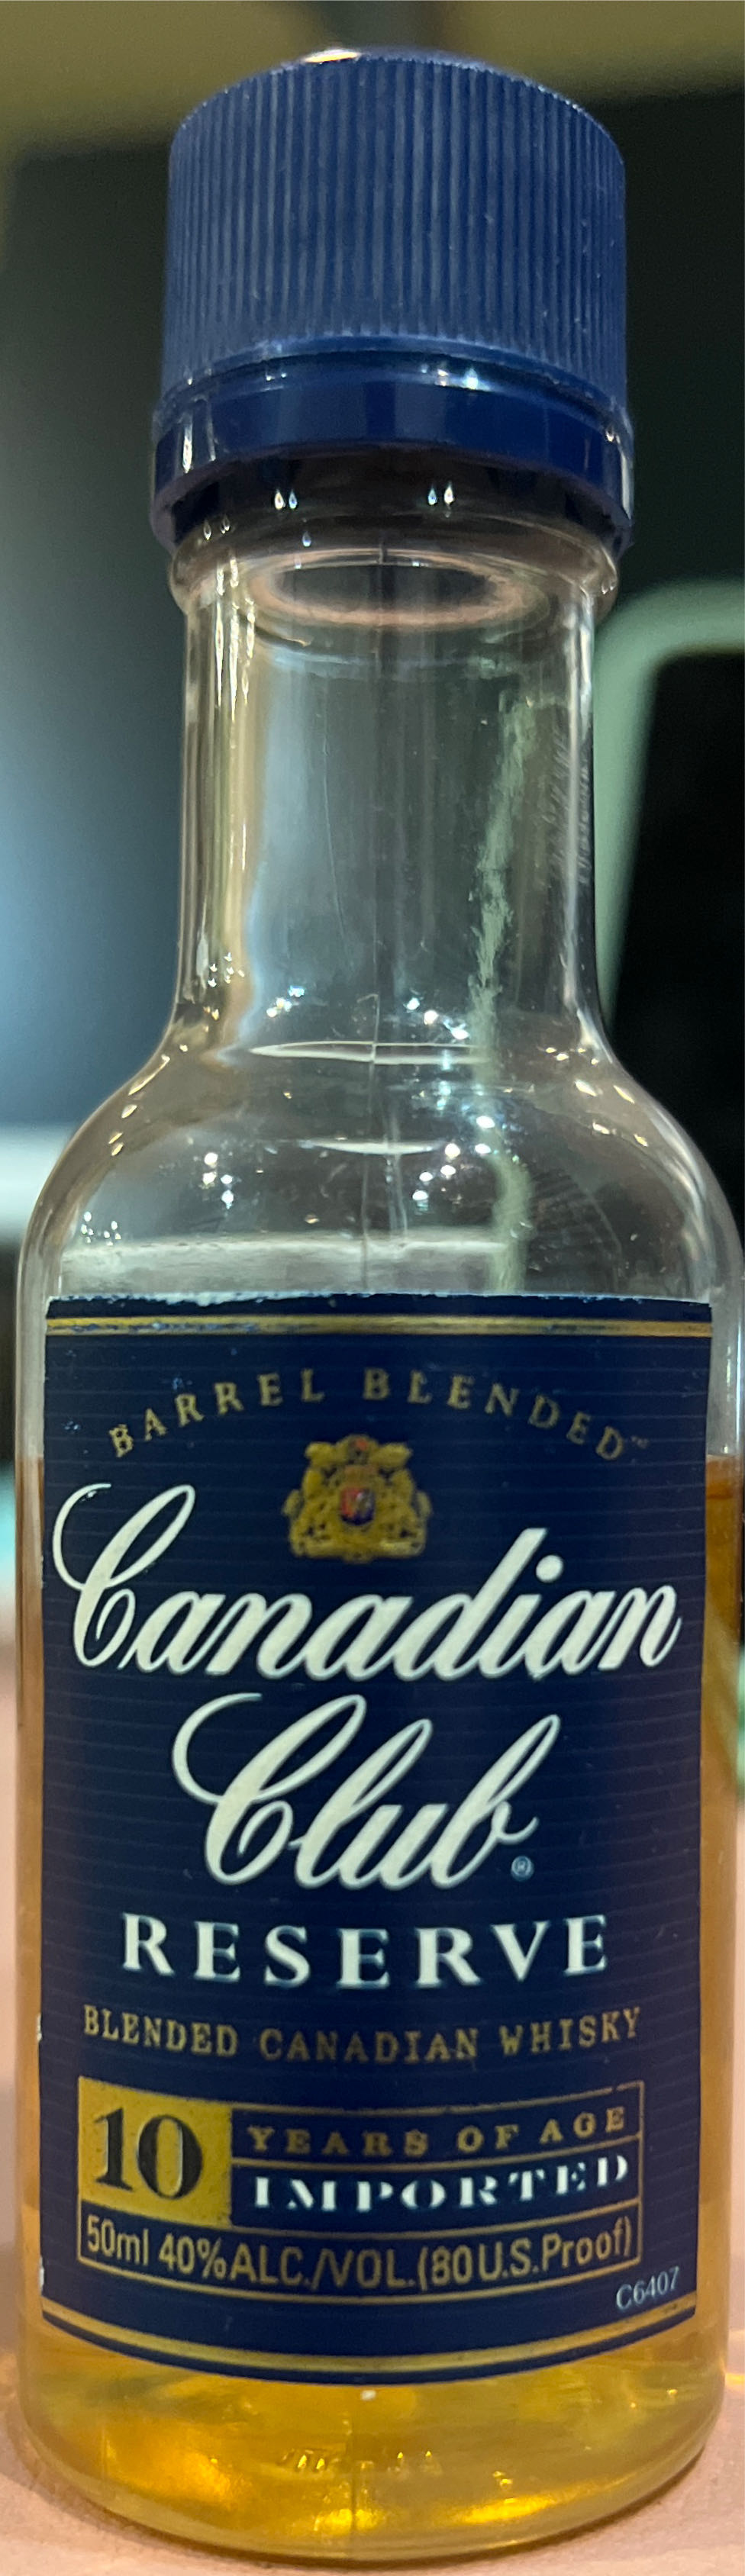 BARREL BLENDED™
Canadian
Club®
RESERVE
BLENDED CANADIAN WHISKY
10 YEARS OF AGE
IMPORTED
50ml 40%ALC./VOL.(80U.S.Proof)
C6407